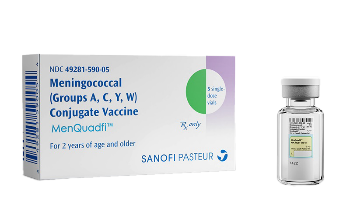 NDC 49281-590-05
Meningococcal
(Groups A, C, Y, W)
Conjugate Vaccine
MenQuadfi™
For 2 years of age and older
5 single
dose
vials
Rx only
SANOFI PASTEUR